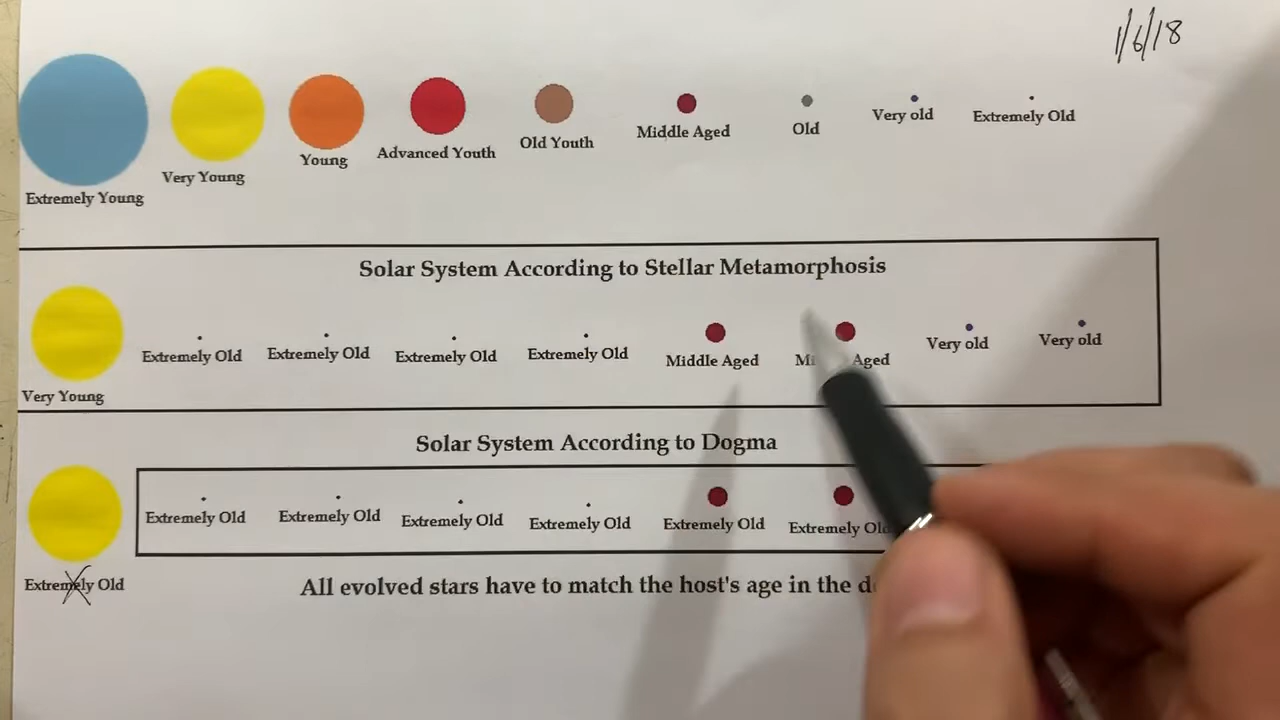 1/6/18
Extremely Young
Very Young
Young
Advanced Youth
Old Youth
Middle Aged
Old
Very old
Extremely Old
Solar System According to Stellar Metamorphosis
Very Young
Extremely Old
Extremely Old
Extremely Old
Extremely Old
Middle Aged
Aged
Very old
Very old
Solar System According to Dogma
Extremely Old
Extremely Old
Extremely Old
Extremely Old
Extremely Old
Extremely Old
Extremely Old
All evolved stars have to match the host's age in the